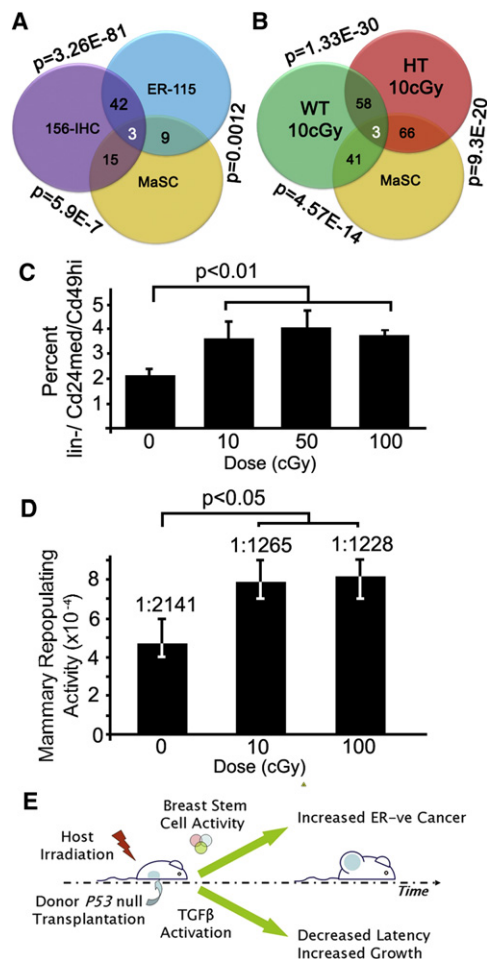 A
p=3.26E-81
ER-115
42
156-IHC
3
9
15
MaSC
p=0.0012
p=5.9E-7
B
p=1.33E-30
HT
10cGy
WT
10cGy
58
3
66
41
MaSC
p=9.3E-20
p=4.57E-14
C
p<0.01
Percent
lin-/ Cd24med/Cd49hi
5
4
3
2
1
0
10
50
100
Dose (cGy)
D
p<0.05
1:2141
1:1265
1:1228
Mammary Repopulating
Activity (x10⁻⁴)
8
6
4
2
0
0
10
100
Dose (cGy)
E
Breast Stem
Cell Activity
Host
Irradiation
Increased ER-ve Cancer
Time
Donor P53 null
Transplantation
TGFβ
Activation
Decreased Latency
Increased Growth